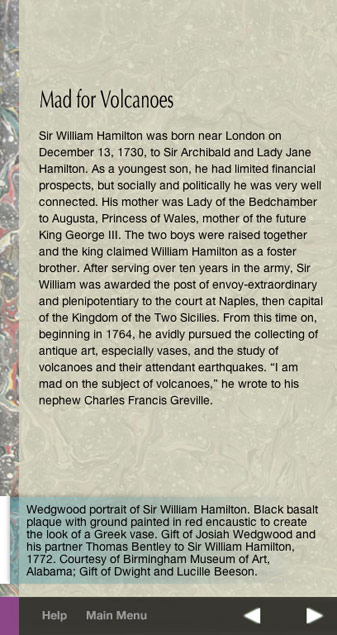 Mad for Volcanoes
Sir William Hamilton was born near London on
December 13, 1730, to Sir Archibald and Lady Jane
Hamilton. As a youngest son, he had limited financial
prospects, but socially and politically he was very well
connected. His mother was Lady of the Bedchamber
to Augusta, Princess of Wales, mother of the future
King George III. The two boys were raised together
and the king claimed William Hamilton as a foster
brother. After serving over ten years in the army, Sir
William was awarded the post of envoy-extraordinary
and plenipotentiary to the court at Naples, then capital
of the Kingdom of the Two Sicilies. From this time on,
beginning in 1764, he avidly pursued the collecting of
antique art, especially vases, and the study of
volcanoes and their attendant earthquakes. “I am
mad on the subject of volcanoes,” he wrote to his
nephew Charles Francis Greville.
Wedgwood portrait of Sir William Hamilton. Black basalt
plaque with ground painted in red encaustic to create
the look of a Greek vase. Gift of Josiah Wedgwood and
his partner Thomas Bentley to Sir William Hamilton,
1772. Courtesy of Birmingham Museum of Art,
Alabama; Gift of Dwight and Lucille Beeson.
Help Main Menu